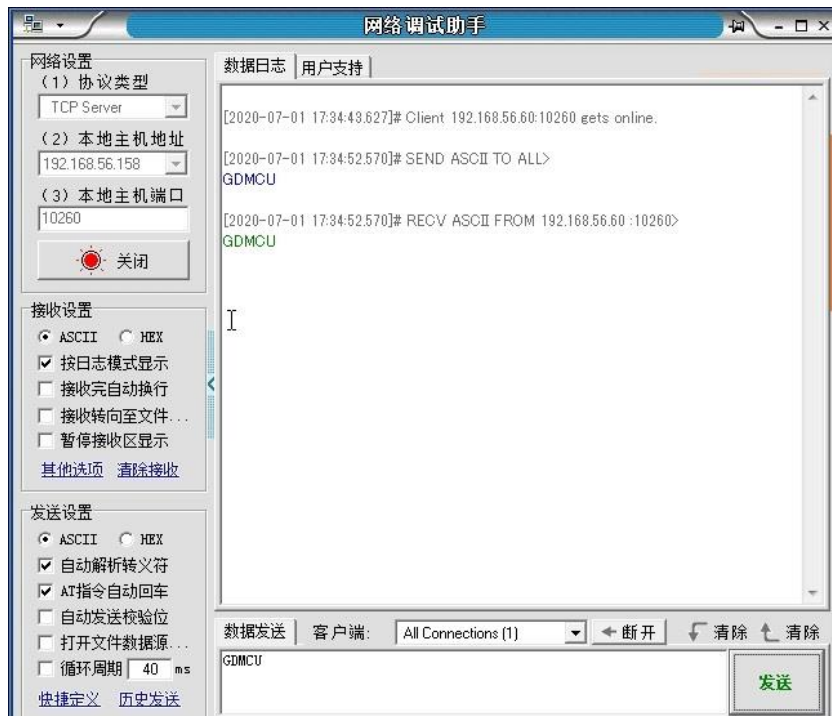 网络调试助手
网络设置
(1) 协议类型
TCP Server
(2) 本地主机地址
192.168.56.158
(3) 本地主机端口
10260
关闭
接收设置
ASCII HEX
按日志模式显示
接收完自动换行
接收转向至文件...
暂停接收区显示
其他选项 清除接收
发送设置
ASCII HEX
自动解析转义符
AT指令自动回车
自动发送校验位
打开文件数据源...
循环周期 40 ms
快捷定义 历史发送
数据日志 用户支持
[2020-07-01 17:34:43.627]# Client 192.168.56.60:10260 gets online.
[2020-07-01 17:34:52.570]# SEND ASCII TO ALL>
GDMCU
[2020-07-01 17:34:52.570]# RECV ASCII FROM 192.168.56.60 :10260>
GDMCU
数据发送 客户端: All Connections (1) 断开 清除 清除
GDMCU
发送